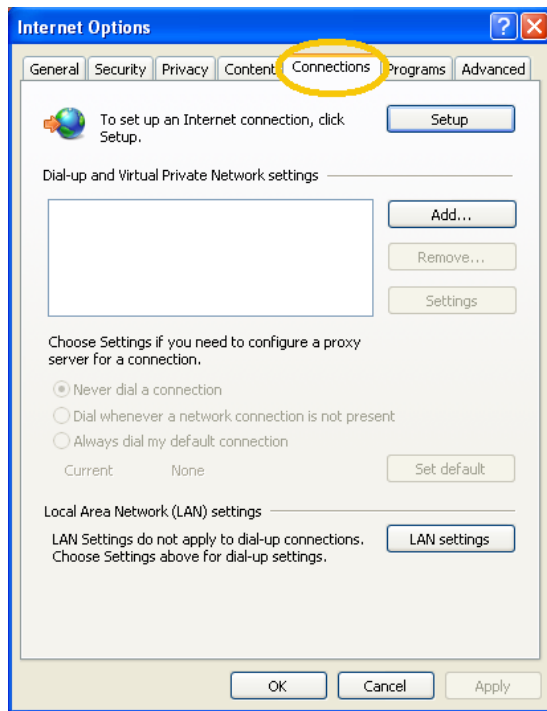 Internet Options
General Security Privacy Content Connections Programs Advanced
To set up an Internet connection, click
Setup.
Setup
Dial-up and Virtual Private Network settings
Add...
Remove...
Settings
Choose Settings if you need to configure a proxy
server for a connection.
Never dial a connection
Dial whenever a network connection is not present
Always dial my default connection
Current None Set default
Local Area Network (LAN) settings
LAN Settings do not apply to dial-up connections.
Choose Settings above for dial-up settings.
LAN settings
OK Cancel Apply